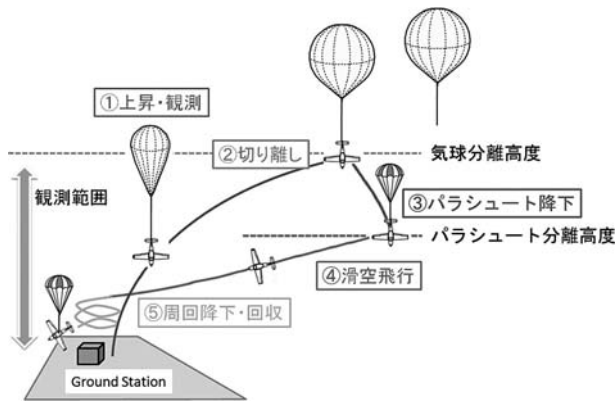 ①上昇・観測
②切り離し
気球分離高度
観測範囲
③パラシュート降下
パラシュート分離高度
④滑空飛行
⑤周回降下・回収
Ground Station